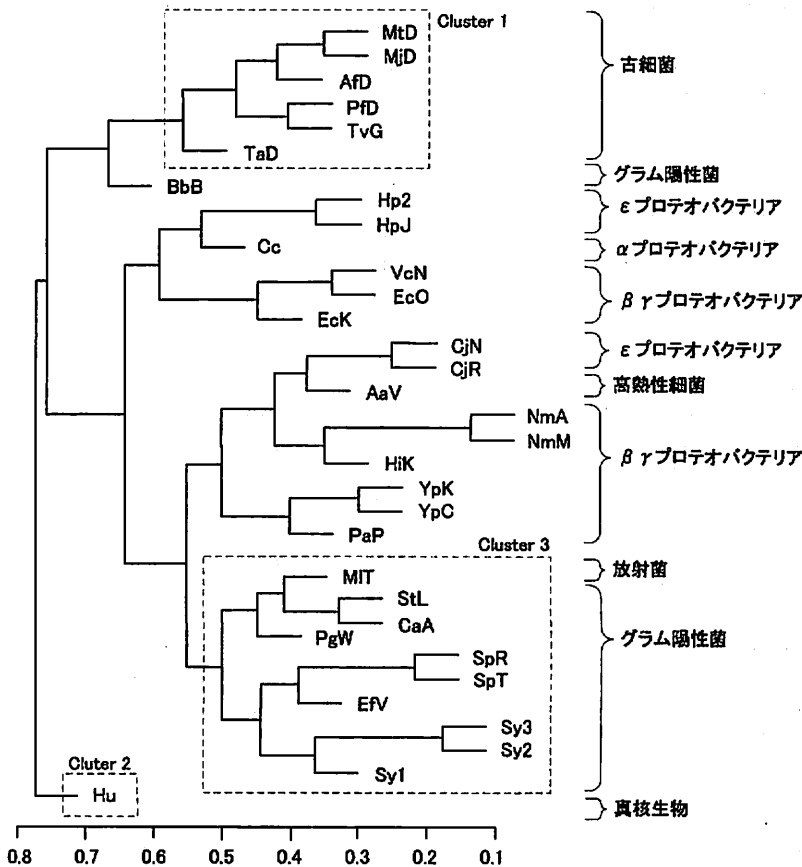 Cluster 1
MtD
MjD
AfD
PfD
TvG
TaD
古細菌
BbB
グラム陽性菌
Hp2
HpJ
εプロテオバクテリア
Cc
αプロテオバクテリア
VcN
EcO
EcK
βγプロテオバクテリア
CjN
CjR
εプロテオバクテリア
AaV
高熱性細菌
NmA
NmM
HiK
YpK
YpC
PaP
βγプロテオバクテリア
Cluster 3
MIT
放射菌
StL
CaA
PgW
SpR
SpT
EfV
Sy3
Sy2
Sy1
グラム陽性菌
Cluter 2
Hu
真核生物
0.8 0.7 0.6 0.5 0.4 0.3 0.2 0.1